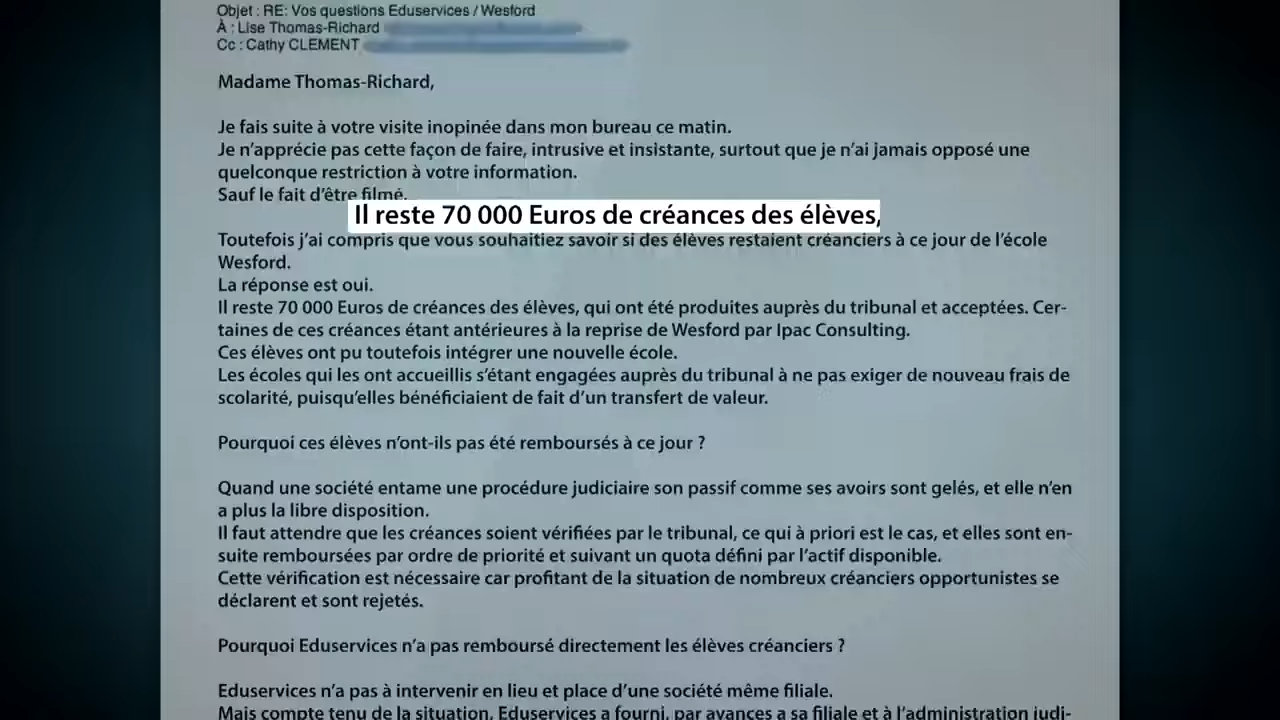 Objet : RE: Vos questions Eduservices / Wesford
À : Lise Thomas-Richard
Cc : Cathy CLEMENT
Madame Thomas-Richard,
Je fais suite à votre visite inopinée dans mon bureau ce matin.
Je n'apprécie pas cette façon de faire, intrusive et insistante, surtout que je n'ai jamais opposé une
quelconque restriction à votre information.
Sauf le fait d'être filmé.
Il reste 70 000 Euros de créances des élèves,
Toutefois j'ai compris que vous souhaitiez savoir si des élèves restaient créanciers à ce jour de l'école
Wesford.
La réponse est oui.
Il reste 70 000 Euros de créances des élèves, qui ont été produites auprès du tribunal et acceptées. Cer-
taines de ces créances étant antérieures à la reprise de Wesford par Ipac Consulting.
Ces élèves ont pu toutefois intégrer une nouvelle école.
Les écoles qui les ont accueillis s'étant engagées auprès du tribunal à ne pas exiger de nouveau frais de
scolarité, puisqu'elles bénéficiaient de fait d'un transfert de valeur.
Pourquoi ces élèves n'ont-ils pas été remboursés à ce jour ?
Quand une société entame une procédure judiciaire son passif comme ses avoirs sont gelés, et elle n'en
a plus la libre disposition.
Il faut attendre que les créances soient vérifiées par le tribunal, ce qui à priori est le cas, et elles sont en-
suite remboursées par ordre de priorité et suivant un quota défini par l'actif disponible.
Cette vérification est nécessaire car profitant de la situation de nombreux créanciers opportunistes se
déclarent et sont rejetés.
Pourquoi Eduservices n'a pas remboursé directement les élèves créanciers ?
Eduservices n'a pas à intervenir en lieu et place d'une société même filiale.
Mais compte tenu de la situation, Eduservices a fourni, par avances a sa filiale et à l'administration judi-